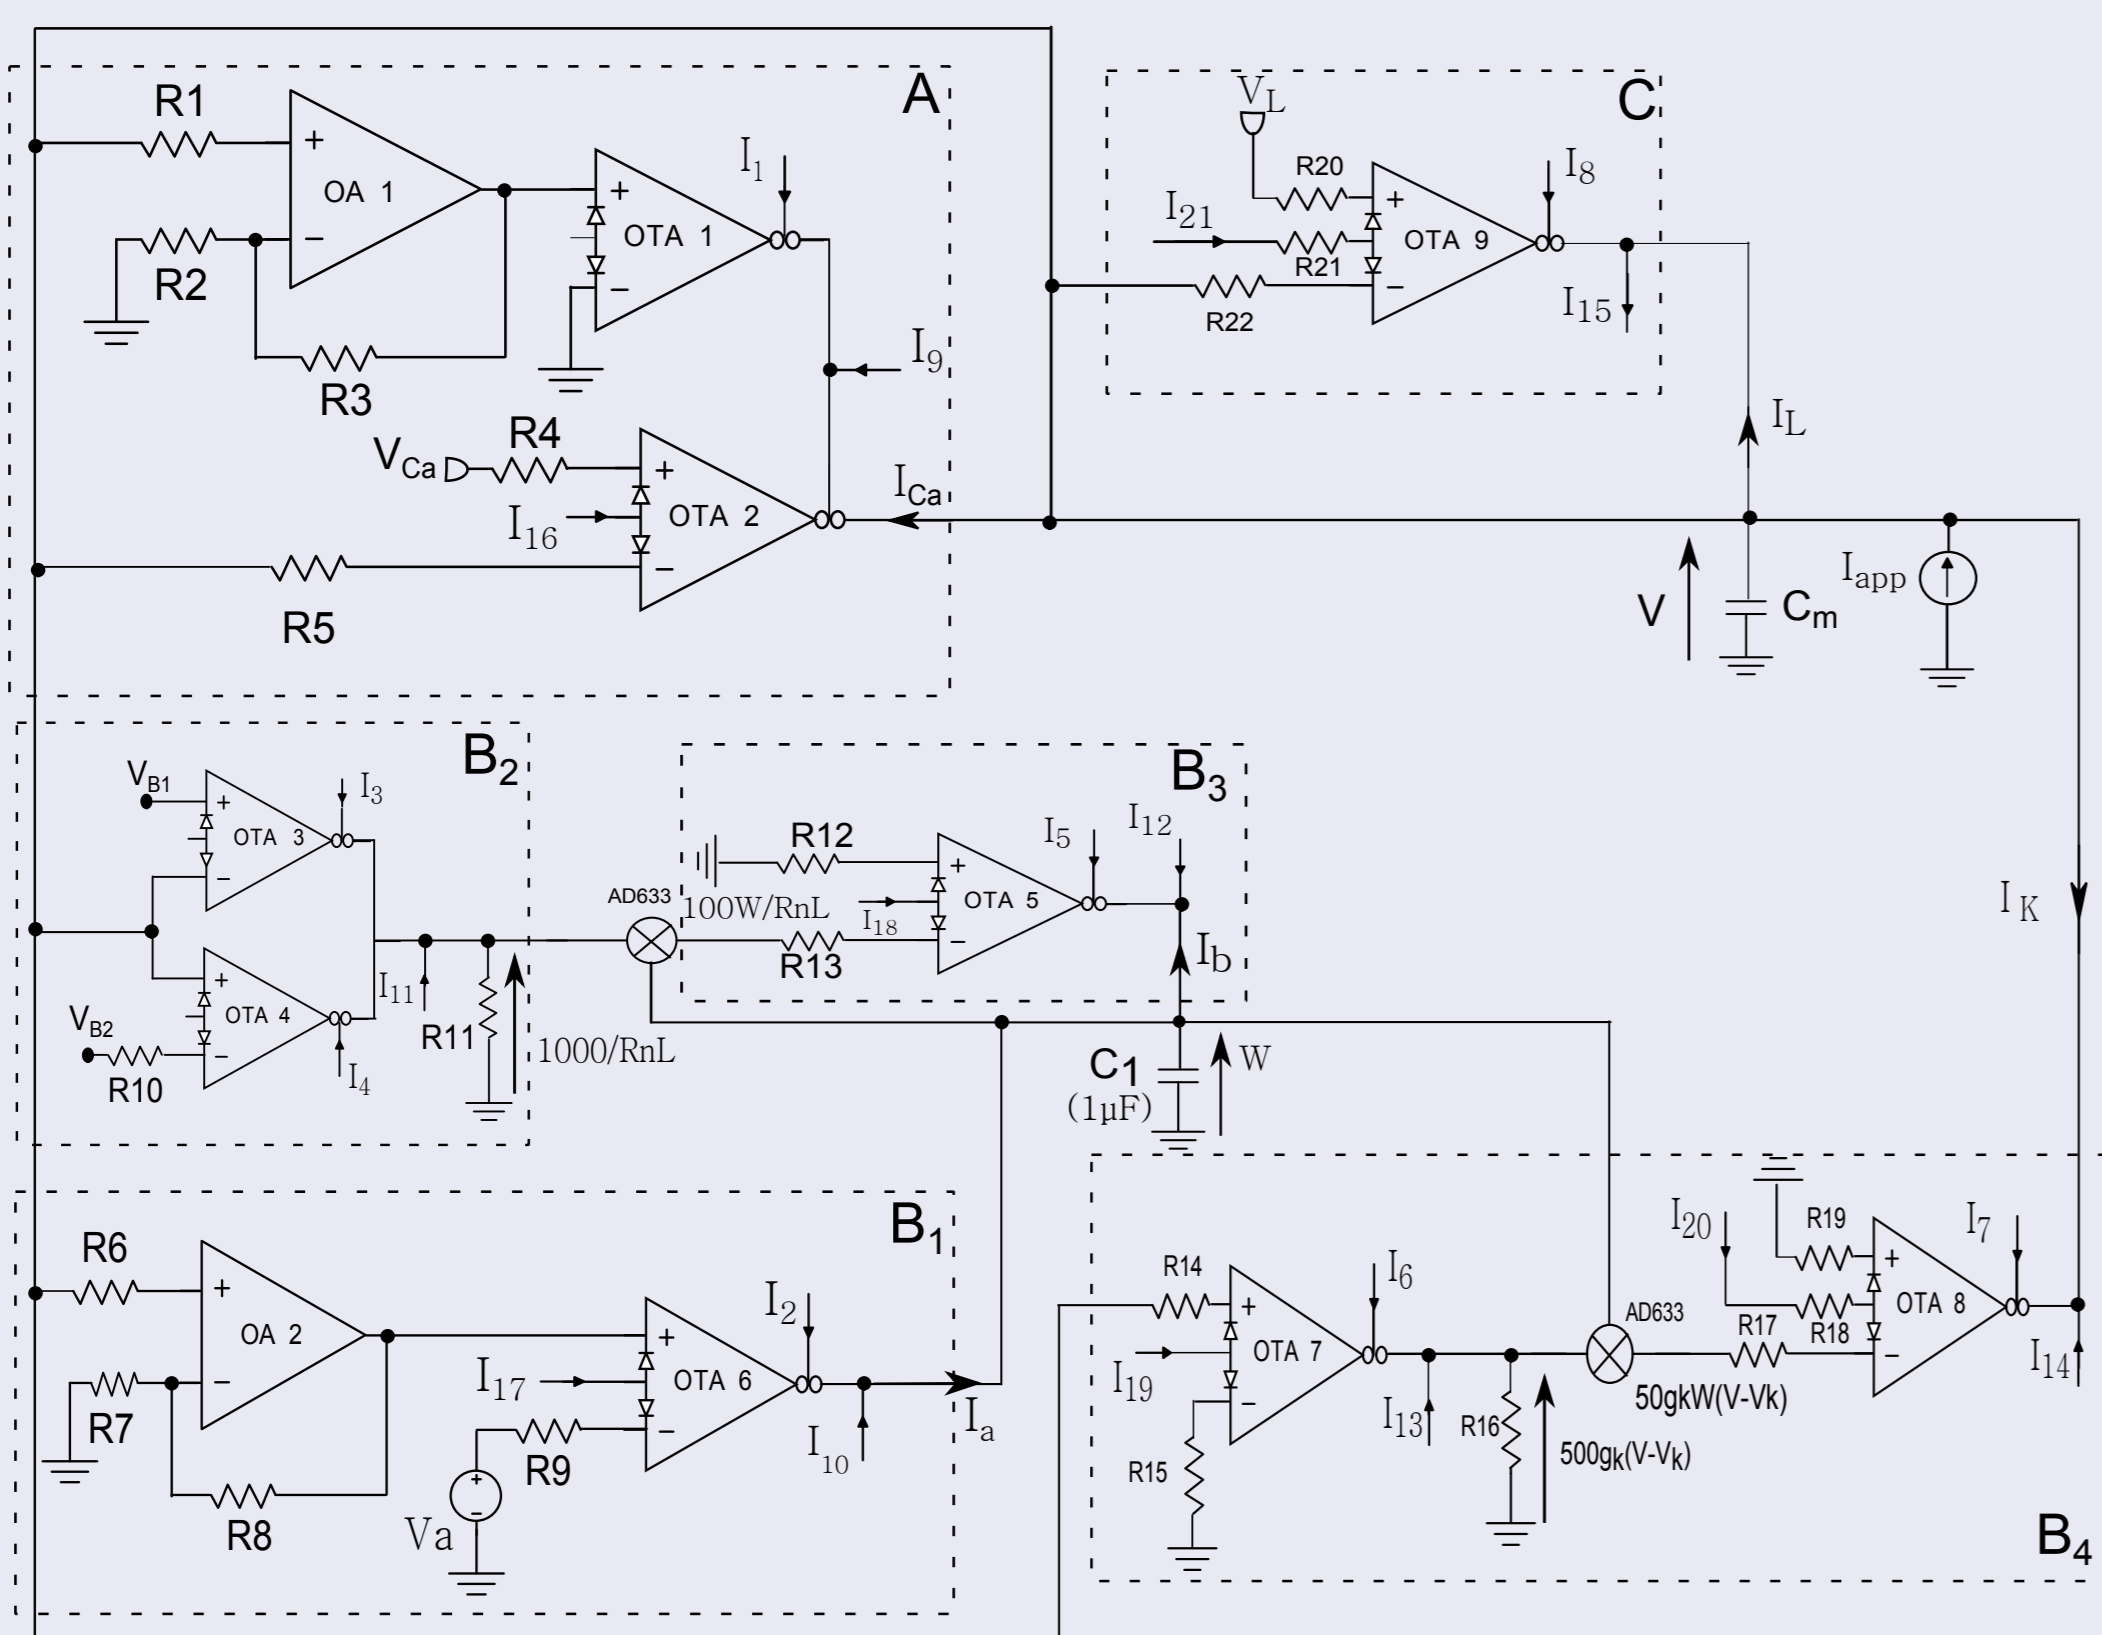 A
R1
+
OA 1
−
R2
R3
+
OTA 1
−
I1
I9
VCa
R4
+
I16
OTA 2
−
R5
ICa
C
VL
R20
I21
R21
R22
+
OTA 9
−
I8
I15
IL
V
Cm
Iapp
IK
B2
VB1
+
OTA 3
−
I3
+
OTA 4
−
VB2
R10
I4
I11
R11
1000/RnL
B3
R12
AD633
100W/RnL
I18
R13
+
OTA 5
−
I5
I12
Ib
C1
(1µF)
W
B1
R6
+
OA 2
−
R7
R8
I17
R9
Va
+
−
+
OTA 6
−
I2
I10
Ia
B4
R14
I19
R15
+
OTA 7
−
I6
I13
R16
500gk(V-Vk)
AD633
50gkW(V-Vk)
I20
R19
R18
R17
+
OTA 8
−
I7
I14